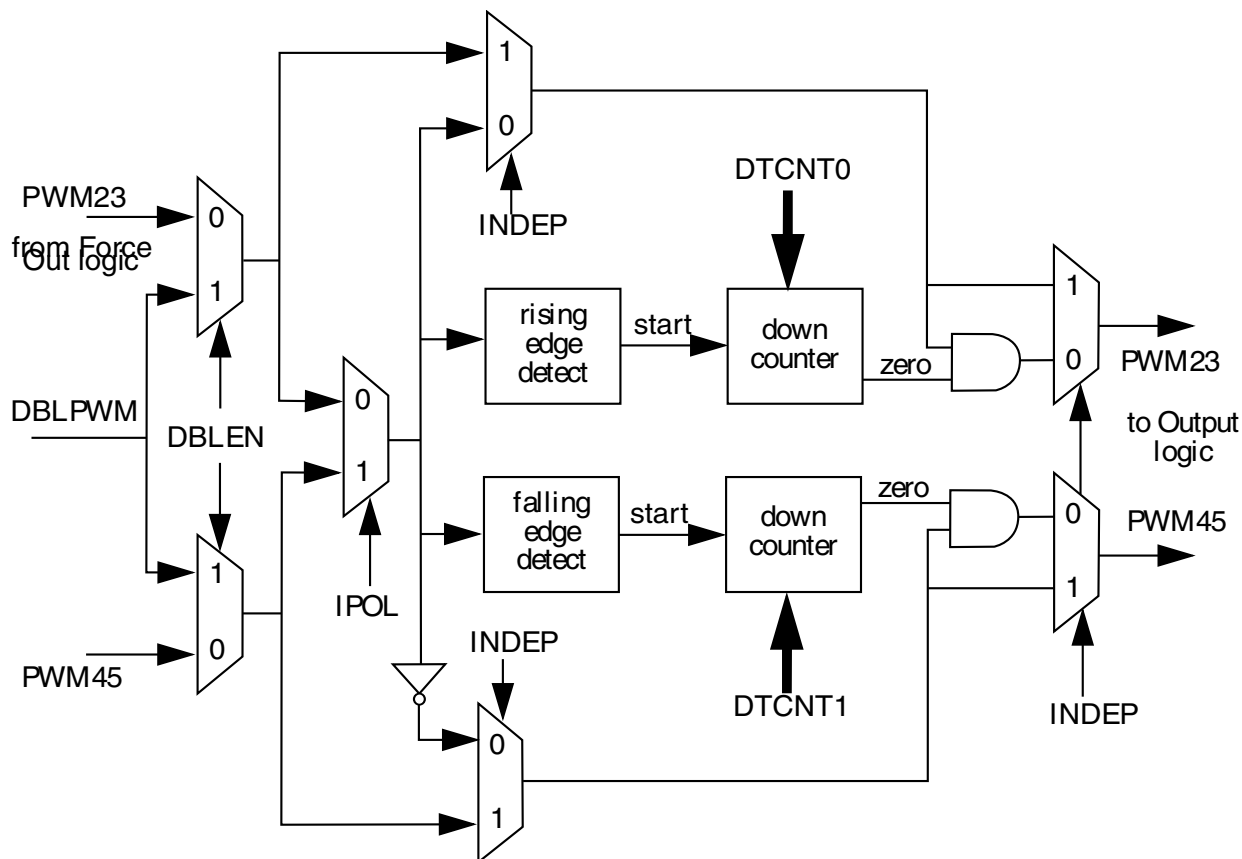 1
0
INDEP
DTCNT0
PWM23
from Force
Out logic
0
1
rising
edge
detect
start
down
counter
zero
1
0
PWM23
to Output
logic
DBLPWM
DBLEN
0
1
IPOL
falling
edge
detect
start
down
counter
zero
0
1
PWM45
1
0
PWM45
INDEP
0
1
DTCNT1
INDEP